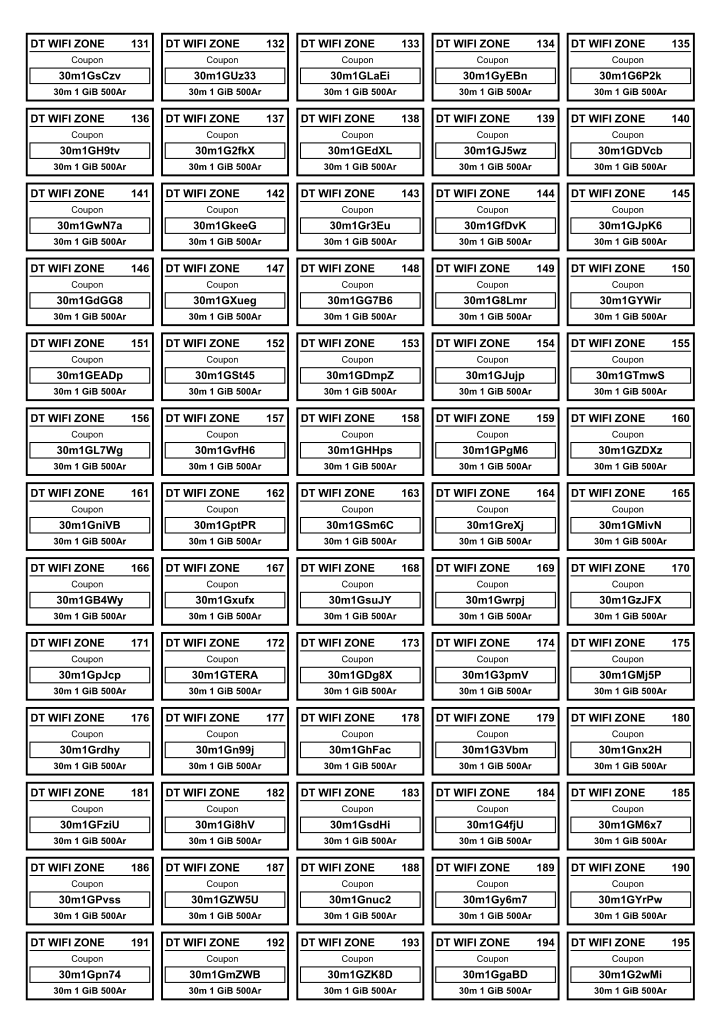 DT WIFI ZONE 131 DT WIFI ZONE 132 DT WIFI ZONE 133 DT WIFI ZONE 134 DT WIFI ZONE 135
Coupon Coupon Coupon Coupon Coupon
30m1GsCzv 30m1GUz33 30m1GLaEi 30m1GyEBn 30m1G6P2k
30m 1 GiB 500Ar 30m 1 GiB 500Ar 30m 1 GiB 500Ar 30m 1 GiB 500Ar 30m 1 GiB 500Ar
DT WIFI ZONE 136 DT WIFI ZONE 137 DT WIFI ZONE 138 DT WIFI ZONE 139 DT WIFI ZONE 140
Coupon Coupon Coupon Coupon Coupon
30m1GH9tv 30m1G2fkX 30m1GEdXL 30m1GJ5wz 30m1GDVcb
30m 1 GiB 500Ar 30m 1 GiB 500Ar 30m 1 GiB 500Ar 30m 1 GiB 500Ar 30m 1 GiB 500Ar
DT WIFI ZONE 141 DT WIFI ZONE 142 DT WIFI ZONE 143 DT WIFI ZONE 144 DT WIFI ZONE 145
Coupon Coupon Coupon Coupon Coupon
30m1GwN7a 30m1GkeeG 30m1Gr3Eu 30m1GfDvK 30m1GJpK6
30m 1 GiB 500Ar 30m 1 GiB 500Ar 30m 1 GiB 500Ar 30m 1 GiB 500Ar 30m 1 GiB 500Ar
DT WIFI ZONE 146 DT WIFI ZONE 147 DT WIFI ZONE 148 DT WIFI ZONE 149 DT WIFI ZONE 150
Coupon Coupon Coupon Coupon Coupon
30m1GdGG8 30m1GXueg 30m1GG7B6 30m1G8Lmr 30m1GYWir
30m 1 GiB 500Ar 30m 1 GiB 500Ar 30m 1 GiB 500Ar 30m 1 GiB 500Ar 30m 1 GiB 500Ar
DT WIFI ZONE 151 DT WIFI ZONE 152 DT WIFI ZONE 153 DT WIFI ZONE 154 DT WIFI ZONE 155
Coupon Coupon Coupon Coupon Coupon
30m1GEADp 30m1GSt45 30m1GDmpZ 30m1GJujp 30m1GTmwS
30m 1 GiB 500Ar 30m 1 GiB 500Ar 30m 1 GiB 500Ar 30m 1 GiB 500Ar 30m 1 GiB 500Ar
DT WIFI ZONE 156 DT WIFI ZONE 157 DT WIFI ZONE 158 DT WIFI ZONE 159 DT WIFI ZONE 160
Coupon Coupon Coupon Coupon Coupon
30m1GL7Wg 30m1GvfH6 30m1GHHps 30m1GPgM6 30m1GZDXz
30m 1 GiB 500Ar 30m 1 GiB 500Ar 30m 1 GiB 500Ar 30m 1 GiB 500Ar 30m 1 GiB 500Ar
DT WIFI ZONE 161 DT WIFI ZONE 162 DT WIFI ZONE 163 DT WIFI ZONE 164 DT WIFI ZONE 165
Coupon Coupon Coupon Coupon Coupon
30m1GniVB 30m1GptPR 30m1GSm6C 30m1GreXj 30m1GMivN
30m 1 GiB 500Ar 30m 1 GiB 500Ar 30m 1 GiB 500Ar 30m 1 GiB 500Ar 30m 1 GiB 500Ar
DT WIFI ZONE 166 DT WIFI ZONE 167 DT WIFI ZONE 168 DT WIFI ZONE 169 DT WIFI ZONE 170
Coupon Coupon Coupon Coupon Coupon
30m1GB4Wy 30m1Gxufx 30m1GsuJY 30m1Gwrpj 30m1GzJFX
30m 1 GiB 500Ar 30m 1 GiB 500Ar 30m 1 GiB 500Ar 30m 1 GiB 500Ar 30m 1 GiB 500Ar
DT WIFI ZONE 171 DT WIFI ZONE 172 DT WIFI ZONE 173 DT WIFI ZONE 174 DT WIFI ZONE 175
Coupon Coupon Coupon Coupon Coupon
30m1GpJcp 30m1GTERA 30m1GDg8X 30m1G3pmV 30m1GMj5P
30m 1 GiB 500Ar 30m 1 GiB 500Ar 30m 1 GiB 500Ar 30m 1 GiB 500Ar 30m 1 GiB 500Ar
DT WIFI ZONE 176 DT WIFI ZONE 177 DT WIFI ZONE 178 DT WIFI ZONE 179 DT WIFI ZONE 180
Coupon Coupon Coupon Coupon Coupon
30m1Grdhy 30m1Gn99j 30m1GhFac 30m1G3Vbm 30m1Gnx2H
30m 1 GiB 500Ar 30m 1 GiB 500Ar 30m 1 GiB 500Ar 30m 1 GiB 500Ar 30m 1 GiB 500Ar
DT WIFI ZONE 181 DT WIFI ZONE 182 DT WIFI ZONE 183 DT WIFI ZONE 184 DT WIFI ZONE 185
Coupon Coupon Coupon Coupon Coupon
30m1GFziU 30m1Gi8hV 30m1GsdHi 30m1G4fjU 30m1GM6x7
30m 1 GiB 500Ar 30m 1 GiB 500Ar 30m 1 GiB 500Ar 30m 1 GiB 500Ar 30m 1 GiB 500Ar
DT WIFI ZONE 186 DT WIFI ZONE 187 DT WIFI ZONE 188 DT WIFI ZONE 189 DT WIFI ZONE 190
Coupon Coupon Coupon Coupon Coupon
30m1GPvss 30m1GZW5U 30m1Gnuc2 30m1Gy6m7 30m1GYrPw
30m 1 GiB 500Ar 30m 1 GiB 500Ar 30m 1 GiB 500Ar 30m 1 GiB 500Ar 30m 1 GiB 500Ar
DT WIFI ZONE 191 DT WIFI ZONE 192 DT WIFI ZONE 193 DT WIFI ZONE 194 DT WIFI ZONE 195
Coupon Coupon Coupon Coupon Coupon
30m1Gpn74 30m1GmZWB 30m1GZK8D 30m1GgaBD 30m1G2wMi
30m 1 GiB 500Ar 30m 1 GiB 500Ar 30m 1 GiB 500Ar 30m 1 GiB 500Ar 30m 1 GiB 500Ar